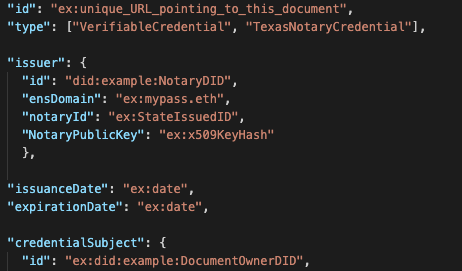 "id": "ex:unique_URL_pointing_to_this_document",
"type": ["VerifiableCredential", "TexasNotaryCredential"],
"issuer": {
"id": "did:example:NotaryDID",
"ensDomain": "ex:mypass.eth",
"notaryId": "ex:StateIssuedID",
"NotaryPublicKey": "ex:x509KeyHash"
},
"issuanceDate": "ex:date",
"expirationDate": "ex:date",
"credentialSubject": {
"id": "ex:did:example:DocumentOwnerDID",